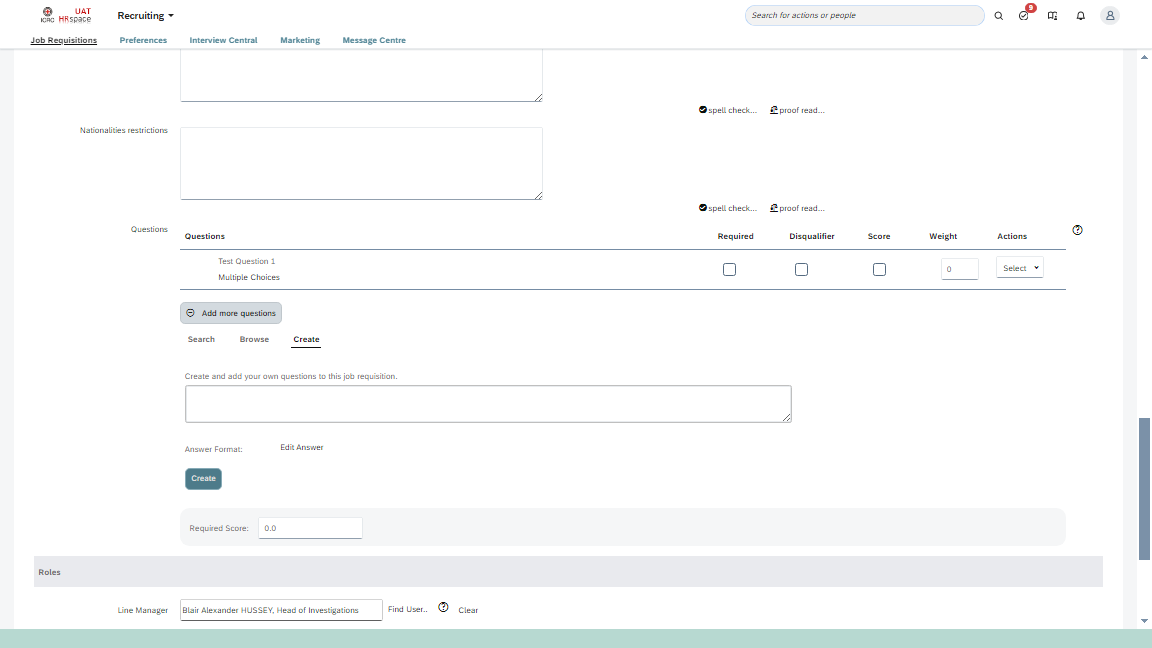 ICRC
UAT
HRspace
Recruiting
Search for actions or people
9
Job Requisitions
Preferences
Interview Central
Marketing
Message Centre
spell check...
proof read...
Nationalities restrictions
spell check...
proof read...
Questions
Questions
Required
Disqualifier
Score
Weight
Actions
Test Question 1
Multiple Choices
0
Select
Add more questions
Search
Browse
Create
Create and add your own questions to this job requisition.
Answer Format:
Edit Answer
Create
Required Score:
0.0
Roles
Line Manager
Blair Alexander HUSSEY, Head of Investigations
Find User..
Clear